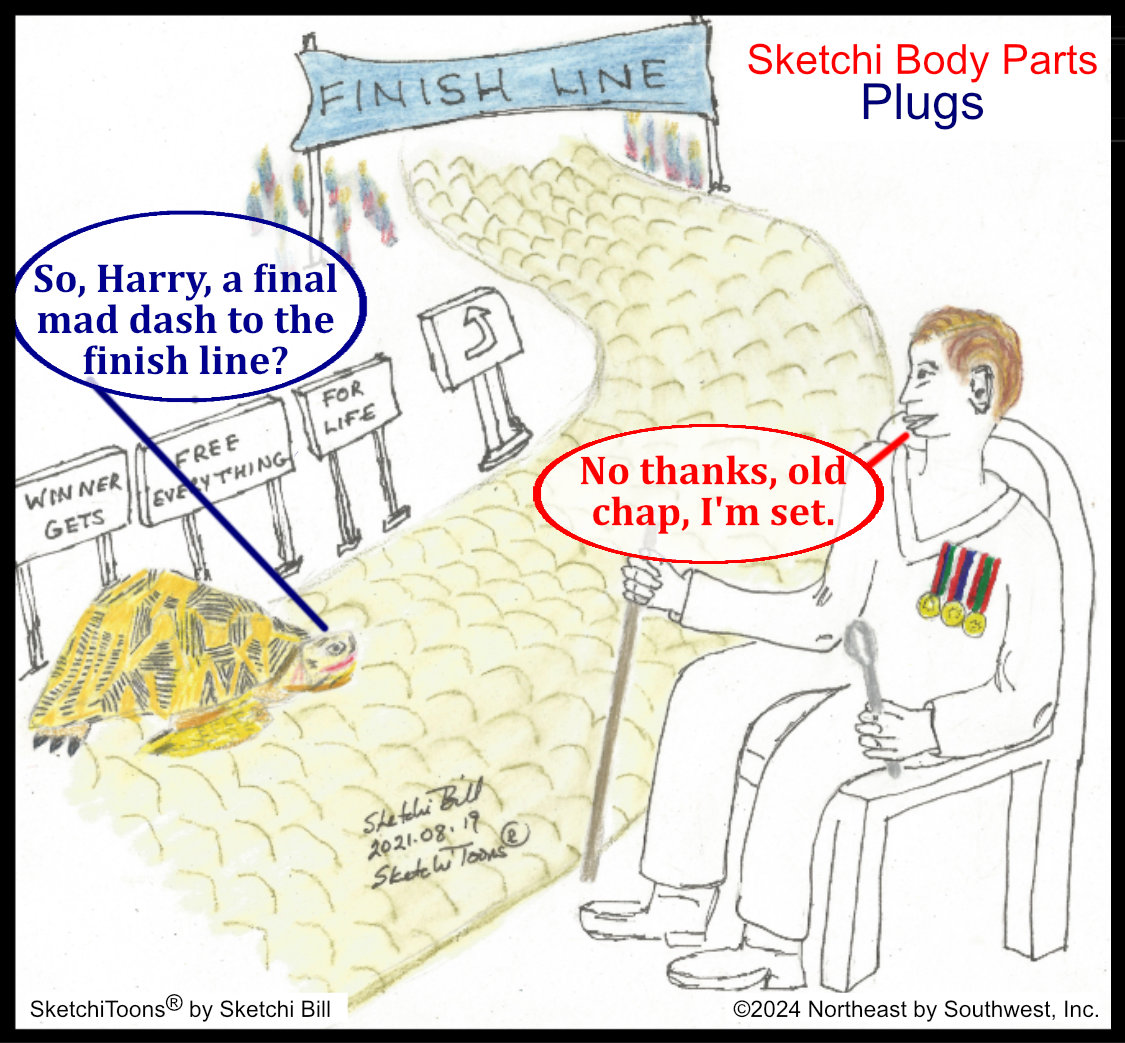 Sketchi Body Parts
Plugs
FINISH LINE
So, Harry, a final
mad dash to the
finish line?
FOR
LIFE
FREE
EVERYTHING
WINNER
GETS
No thanks, old
chap, I'm set.
Sketchi Bill
2021.08.19
SketchiToons®
SketchiToons® by Sketchi Bill
©2024 Northeast by Southwest, Inc.